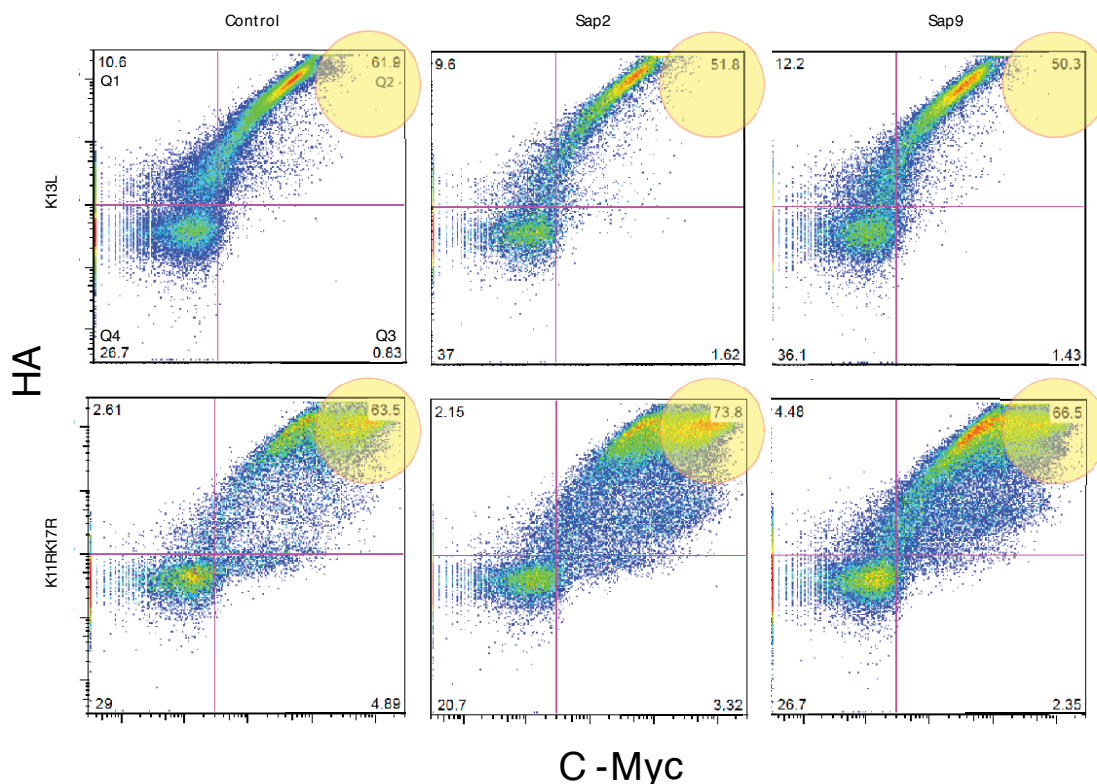 Control Sap2 Sap9
10.6 61.9 9.6 51.8 12.2 50.3
Q1 Q2
K13L
Q4 Q3
26.7 0.83 37 1.62 36.1 1.43
HA
2.61 63.5 2.15 73.8 4.48 66.5
K11RK17R
29 4.89 20.7 3.32 26.7 2.35
C -Myc